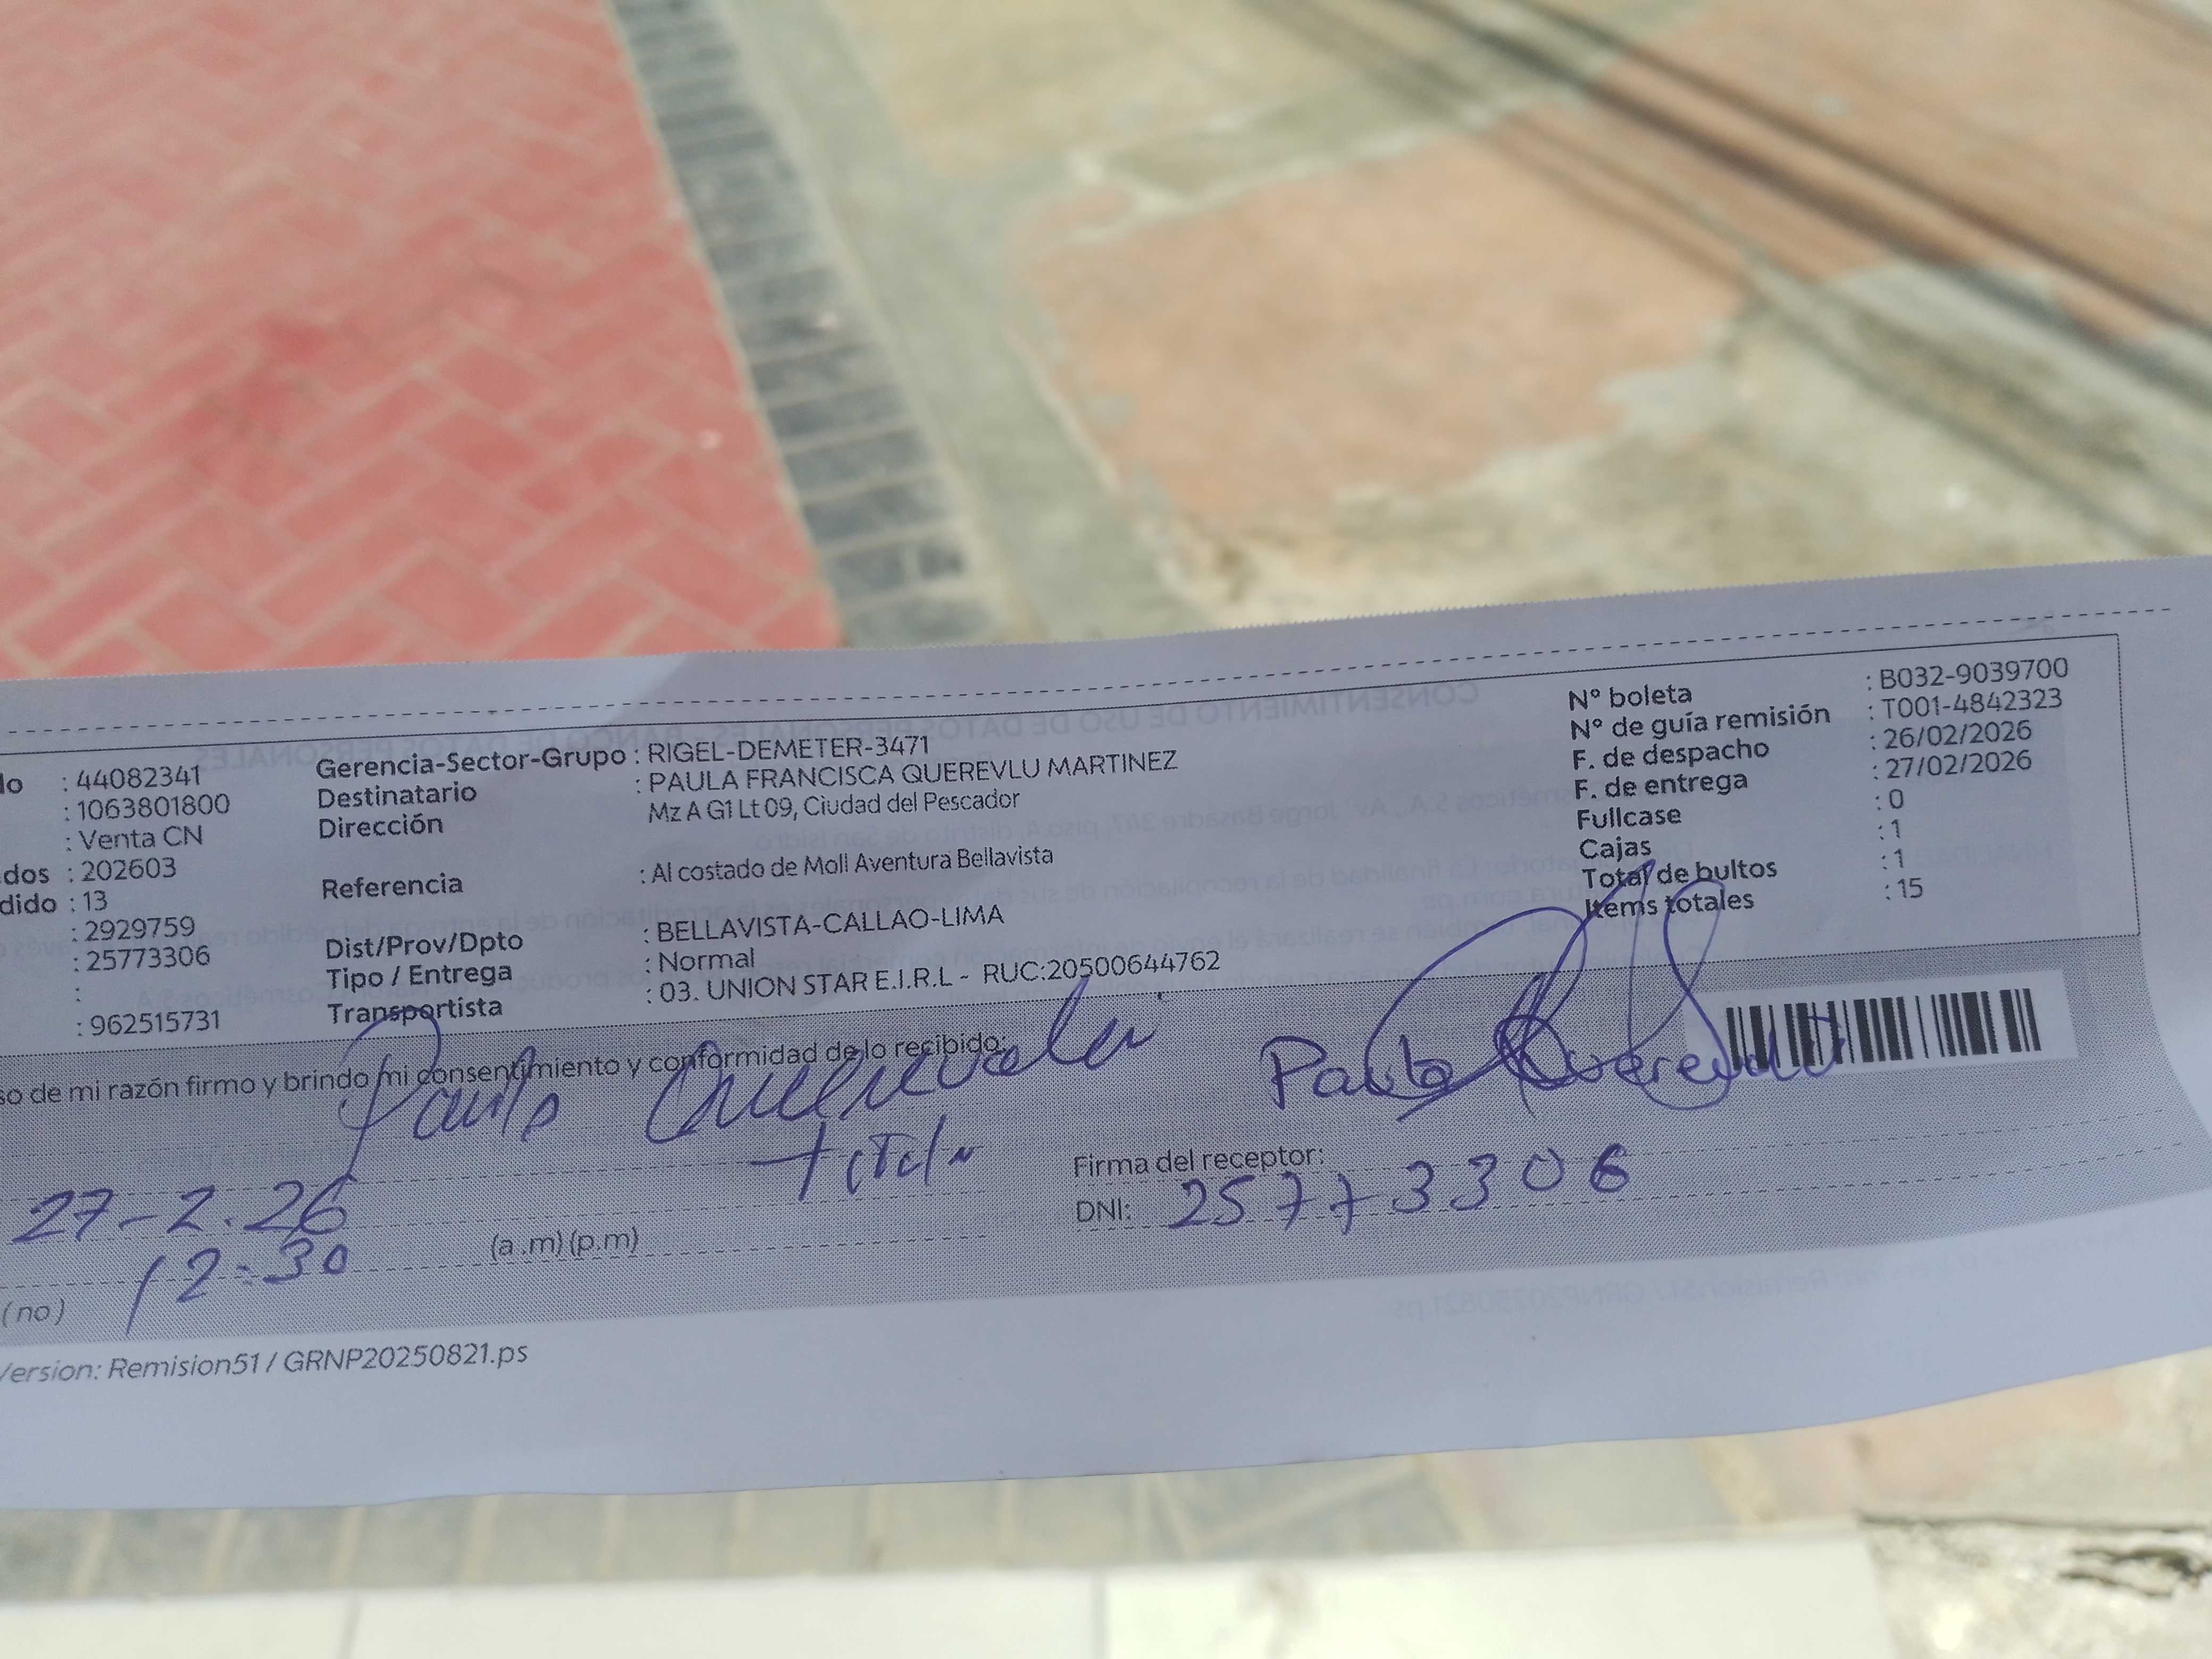 N° boleta : B032-9039700
N° de guía remisión : T001-4842323
F. de despacho : 26/02/2026
F. de entrega : 27/02/2026
Fullcase : 0
Cajas : 1
Total de bultos : 1
Items totales : 15
Gerencia-Sector-Grupo : RIGEL-DEMETER-3471
Destinatario : PAULA FRANCISCA QUEREVLU MARTINEZ
Dirección Mz A G1 Lt 09, Ciudad del Pescador
Referencia : Al costado de Moll Aventura Bellavista
Dist/Prov/Dpto : BELLAVISTA-CALLAO-LIMA
Tipo / Entrega : Normal
Transportista : 03. UNION STAR E.I.R.L - RUC:20500644762
: 44082341
: 1063801800
: Venta CN
dos : 202603
dido : 13
: 2929759
: 25773306
:
: 962515731
so de mi razón firmo y brindo mi consentimiento y conformidad de lo recibido:
Paula
Paula
Firma del receptor:
DNI: 25773306
27-2.26
12:30 (a.m) (p.m)
(no)
Version: Remision51 / GRNP20250821.ps